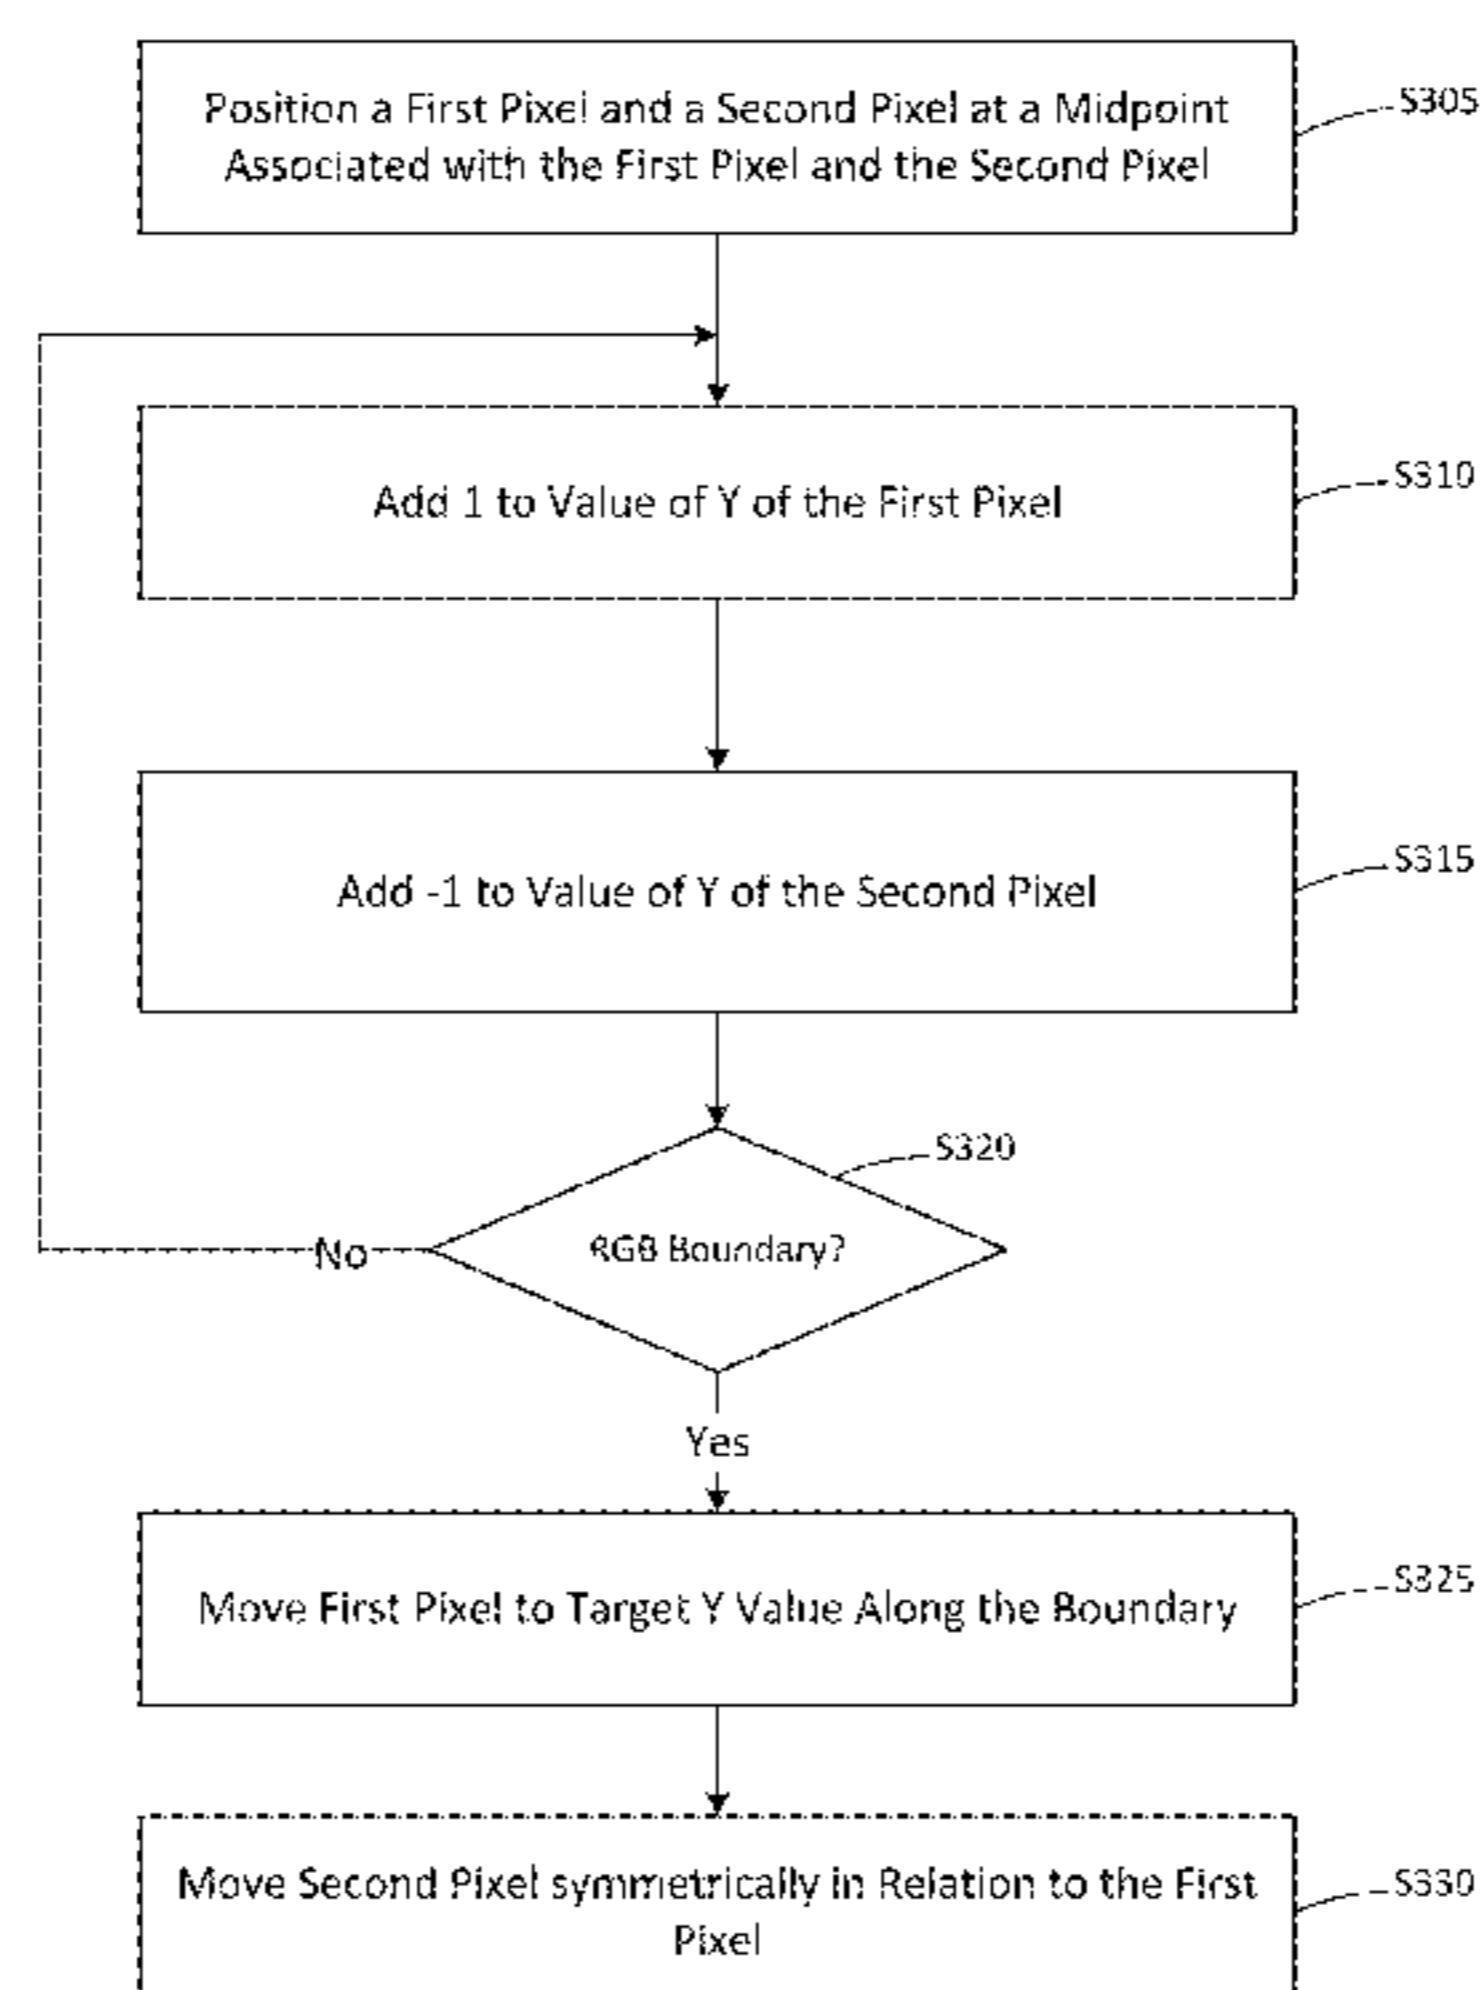 Position a First Pixel and a Second Pixel at a Midpoint
Associated with the First Pixel and the Second Pixel
S305
Add 1 to Value of Y of the First Pixel
S310
Add -1 to Value of Y of the Second Pixel
S315
S320
RGB Boundary?
No
Yes
Move First Pixel to Target Y Value Along the Boundary
S325
Move Second Pixel symmetrically in Relation to the First
Pixel
S330